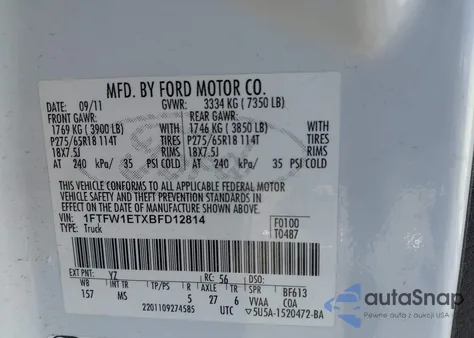 MFD. BY FORD MOTOR CO.
DATE: 09/11 GVWR: 3334 KG ( 7350 LB)
FRONT GAWR: REAR GAWR:
1769 KG ( 3900 LB) 1746 KG ( 3850 LB)
P275/65R18 114T TIRES P275/65R18 114T TIRES
18X7.5J RIMS 18X7.5J RIMS
AT 240 kPa/ 35 PSI COLD AT 240 kPa/ 35 PSI COLD
THIS VEHICLE CONFORMS TO ALL APPLICABLE FEDERAL MOTOR
VEHICLE SAFETY AND THEFT PREVENTION STANDARDS IN
EFFECT ON THE DATE OF MANUFACTURE SHOWN ABOVE.
VIN: 1FTFW1ETXBFD12814 F0100
TYPE: Truck T0487
EXT PNT: YZ RC: 56 DSO:
WB INT TR TP/PS R AXLE TR SPR BF613
157 MS 5 27 6 VVAA COA
2201109274585 UTC 5U5A-1520472-BA
autoSnap